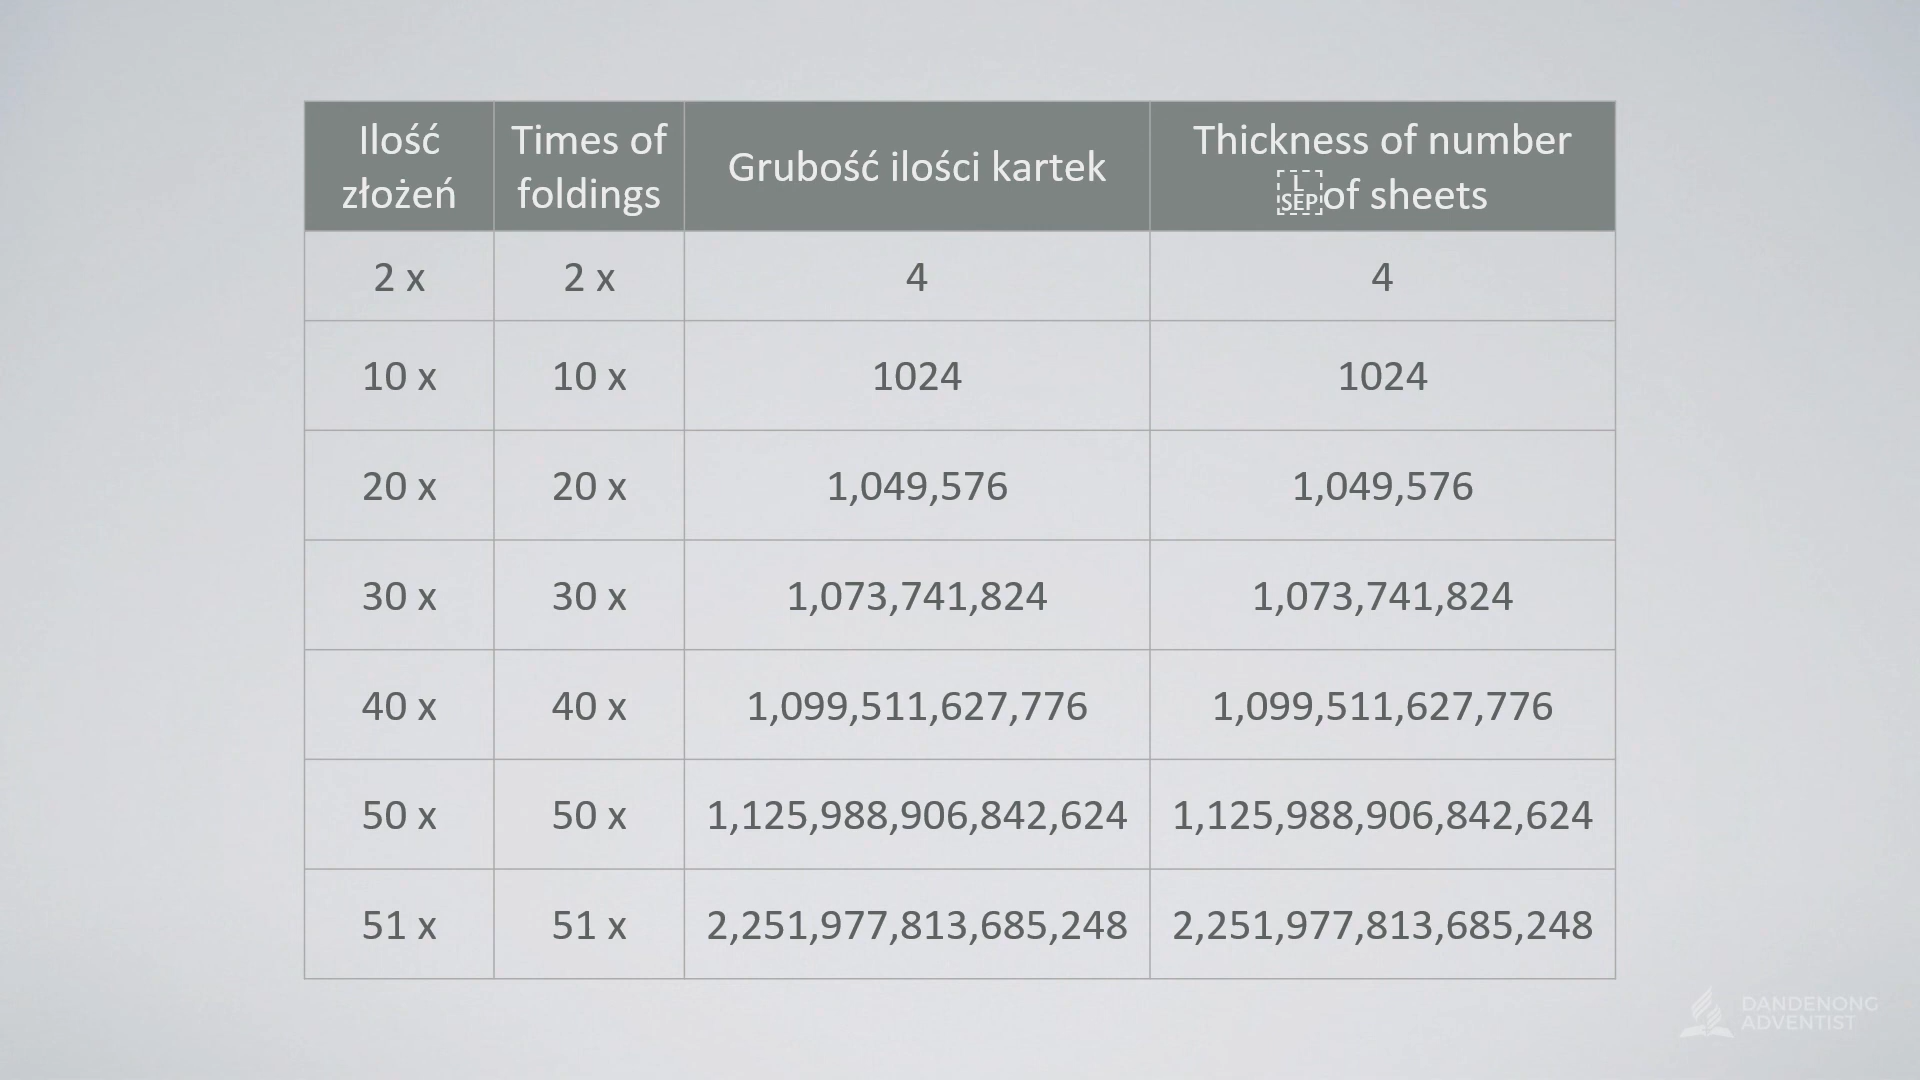 Ilość
złożeń
Times of
foldings
Grubość ilości kartek
Thickness of number
L
SEP
of sheets
2 x
2 x
4
4
10 x
10 x
1024
1024
20 x
20 x
1,049,576
1,049,576
30 x
30 x
1,073,741,824
1,073,741,824
40 x
40 x
1,099,511,627,776
1,099,511,627,776
50 x
50 x
1,125,988,906,842,624
1,125,988,906,842,624
51 x
51 x
2,251,977,813,685,248
2,251,977,813,685,248
DANDENONG
ADVENTIST